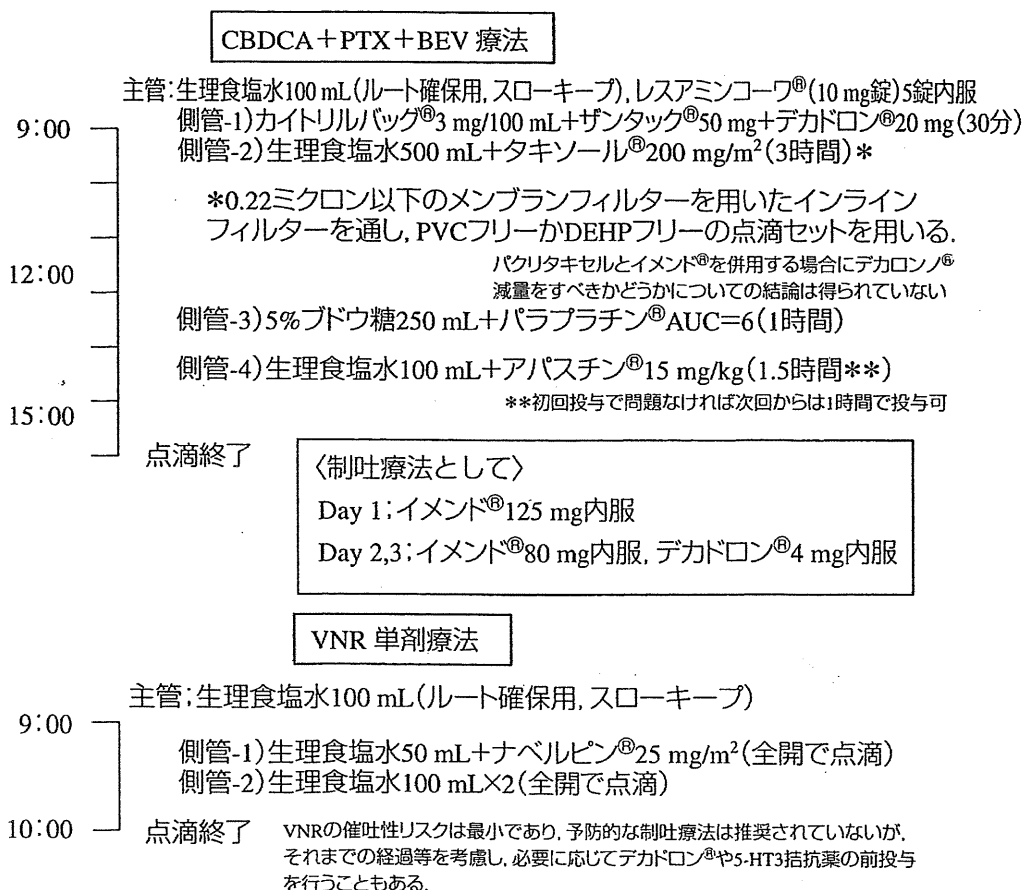 CBDCA＋PTX＋BEV 療法
主管:生理食塩水100 mL(ルート確保用, スローキープ), レスアミンコーワ®(10 mg錠)5錠内服
9:00
側管-1)カイトリルバッグ®3 mg/100 mL+ザンタック®50 mg+デカドロン®20 mg(30分)
側管-2)生理食塩水500 mL+タキソール®200 mg/m²(3時間)＊
＊0.22ミクロン以下のメンブランフィルターを用いたインライン
フィルターを通し, PVCフリーかDEHPフリーの点滴セットを用いる.
パクリタキセルとイメンド®を併用する場合にデカロンノ®
12:00
減量をすべきかどうかについての結論は得られていない
側管-3)5%ブドウ糖250 mL+パラプラチン®AUC=6(1時間)
側管-4)生理食塩水100 mL+アパスチン®15 mg/kg(1.5時間＊＊)
＊＊初回投与で問題なければ次回からは1時間で投与可
15:00
点滴終了
〈制吐療法として〉
Day 1;イメンド®125 mg内服
Day 2,3;イメンド®80 mg内服, デカドロン®4 mg内服
VNR 単剤療法
主管;生理食塩水100 mL(ルート確保用, スローキープ)
9:00
側管-1)生理食塩水50 mL+ナベルピン®25 mg/m²(全開で点滴)
側管-2)生理食塩水100 mL×2(全開で点滴)
10:00
点滴終了
VNRの催吐性リスクは最小であり, 予防的な制吐療法は推奨されていないが,
それまでの経過等を考慮し, 必要に応じてデカドロン®や5-HT3拮抗薬の前投与
を行うこともある.